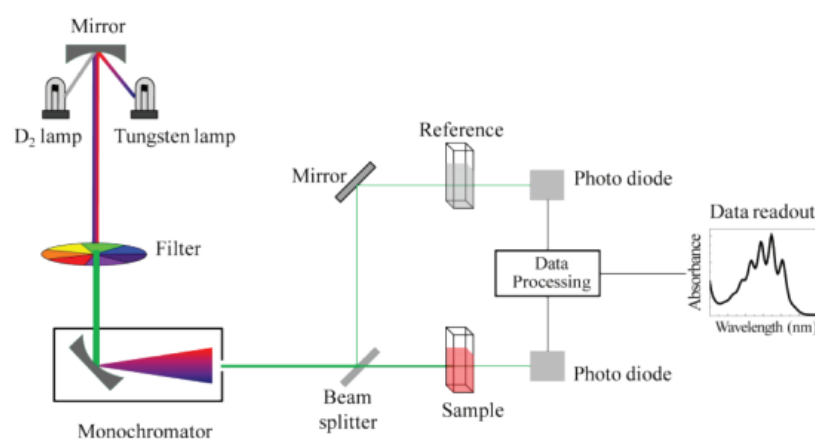 Mirror
D₂ lamp
Tungsten lamp
Filter
Monochromator
Mirror
Reference
Photo diode
Beam
splitter
Sample
Photo diode
Data
Processing
Data readout
Absorbance
Wavelength (nm)